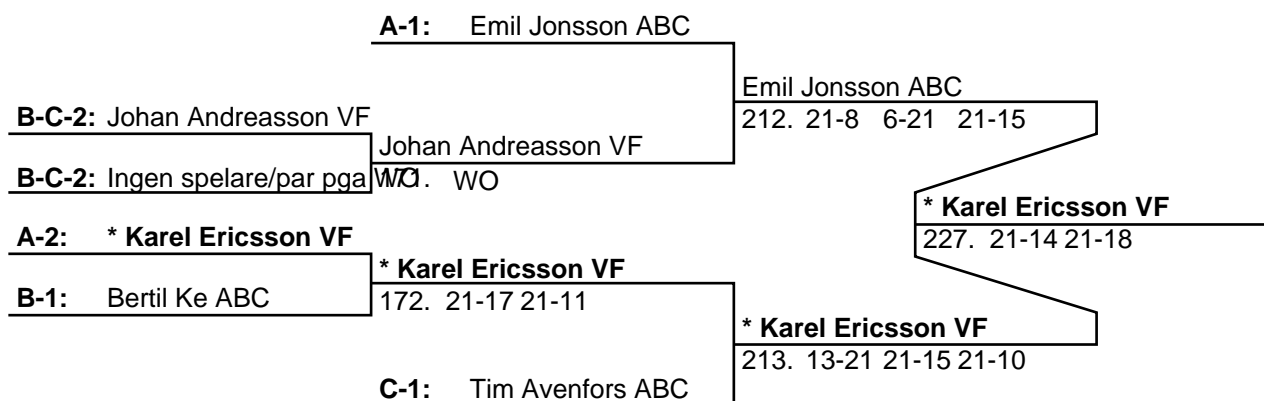 A-1: Emil Jonsson ABC
Emil Jonsson ABC
212. 21-8 6-21 21-15
B-C-2: Johan Andreasson VF
Johan Andreasson VF
B-C-2: Ingen spelare/par pga WO
171. WO
* Karel Ericsson VF
227. 21-14 21-18
A-2: * Karel Ericsson VF
* Karel Ericsson VF
B-1: Bertil Ke ABC
172. 21-17 21-11
* Karel Ericsson VF
213. 13-21 21-15 21-10
C-1: Tim Avenfors ABC